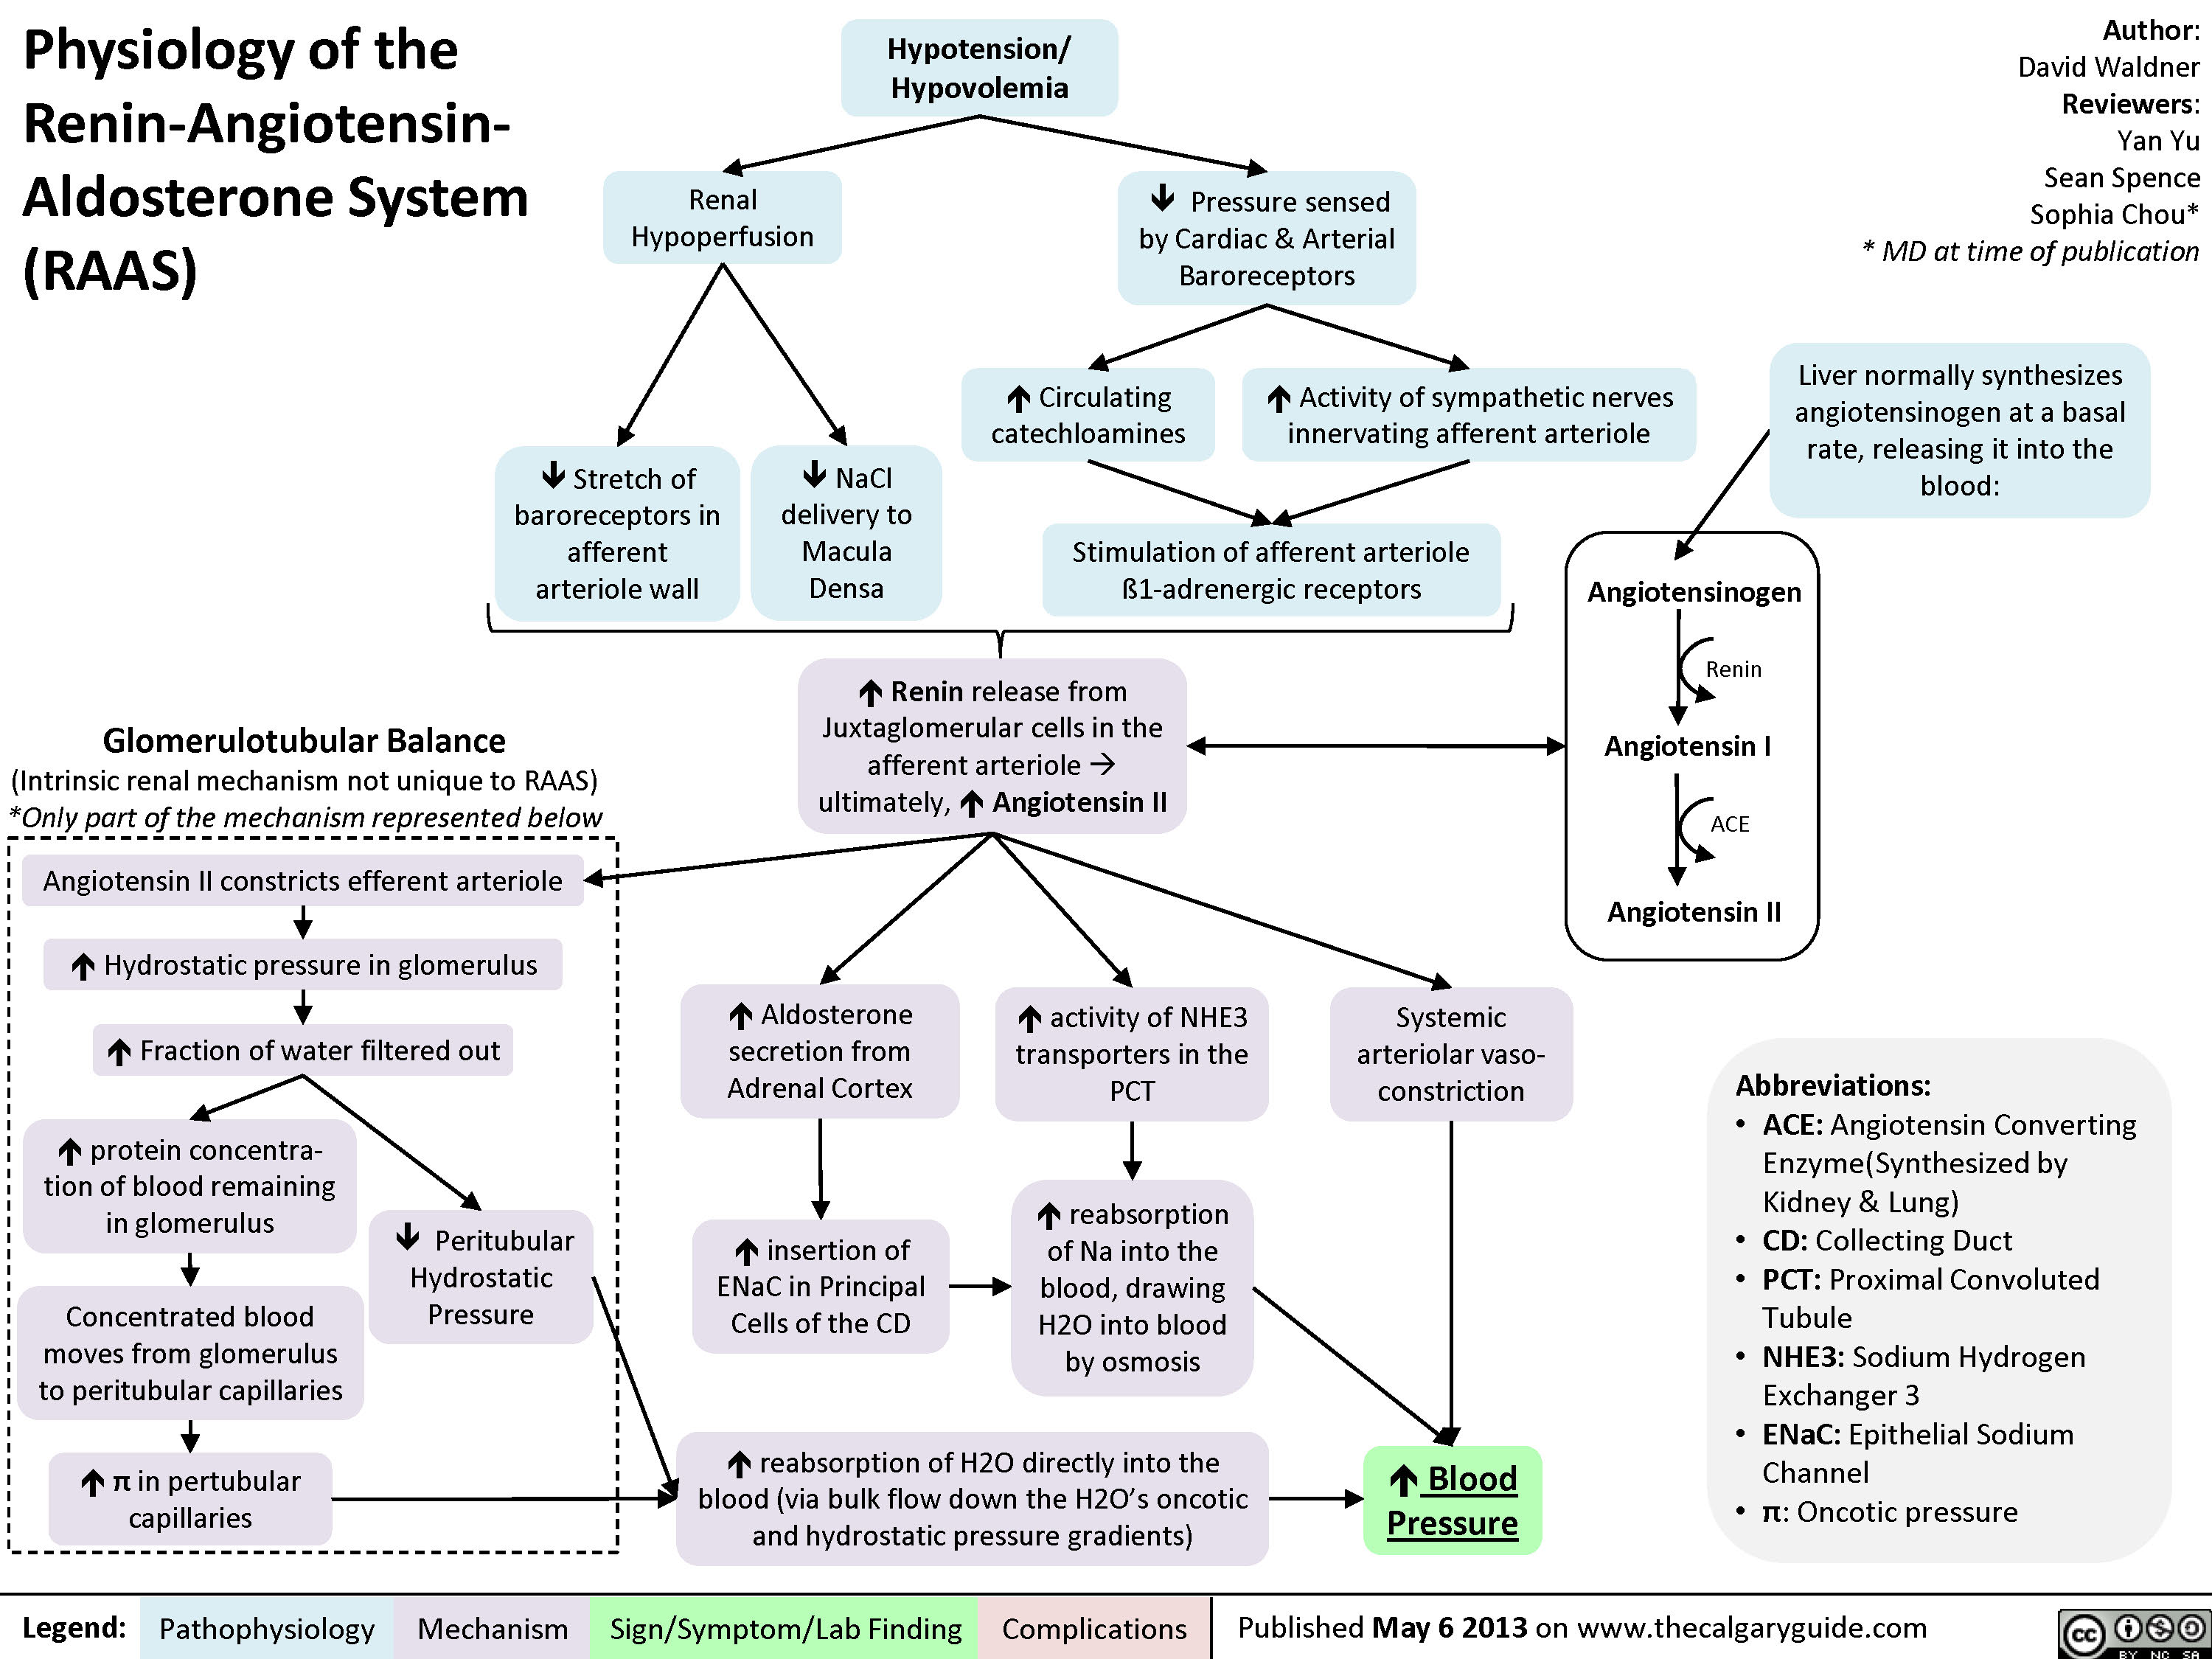 Physiology of the
Renin-Angiotensin-
Aldosterone System
(RAAS)
Hypotension/
Hypovolemia
Author:
David Waldner
Reviewers:
Yan Yu
Sean Spence
Sophia Chou*
* MD at time of publication
Renal
Hypoperfusion
🡫 Pressure sensed
by Cardiac & Arterial
Baroreceptors
🡩 Circulating
catechloamines
🡩 Activity of sympathetic nerves
innervating afferent arteriole
Liver normally synthesizes
angiotensinogen at a basal
rate, releasing it into the
blood:
🡫 Stretch of
baroreceptors in
afferent
arteriole wall
🡫 NaCl
delivery to
Macula
Densa
Stimulation of afferent arteriole
ß1-adrenergic receptors
Angiotensinogen
Renin
Angiotensin I
ACE
Angiotensin II
🡩 Renin release from
Juxtaglomerular cells in the
afferent arteriole →
ultimately, 🡩 Angiotensin II
Glomerulotubular Balance
(Intrinsic renal mechanism not unique to RAAS)
*Only part of the mechanism represented below
Angiotensin II constricts efferent arteriole
🡩 Hydrostatic pressure in glomerulus
🡩 Fraction of water filtered out
🡩 protein concentra-
tion of blood remaining
in glomerulus
🡫 Peritubular
Hydrostatic
Pressure
Concentrated blood
moves from glomerulus
to peritubular capillaries
🡩 π in pertubular
capillaries
🡩 Aldosterone
secretion from
Adrenal Cortex
🡩 activity of NHE3
transporters in the
PCT
Systemic
arteriolar vaso-
constriction
🡩 insertion of
ENaC in Principal
Cells of the CD
🡩 reabsorption
of Na into the
blood, drawing
H2O into blood
by osmosis
🡩 reabsorption of H2O directly into the
blood (via bulk flow down the H2O’s oncotic
and hydrostatic pressure gradients)
🡩 Blood
Pressure
Abbreviations:
• ACE: Angiotensin Converting
Enzyme(Synthesized by
Kidney & Lung)
• CD: Collecting Duct
• PCT: Proximal Convoluted
Tubule
• NHE3: Sodium Hydrogen
Exchanger 3
• ENaC: Epithelial Sodium
Channel
• π: Oncotic pressure
Legend: Pathophysiology Mechanism Sign/Symptom/Lab Finding Complications Published May 6 2013 on www.thecalgaryguide.com
cc
BY NC SA